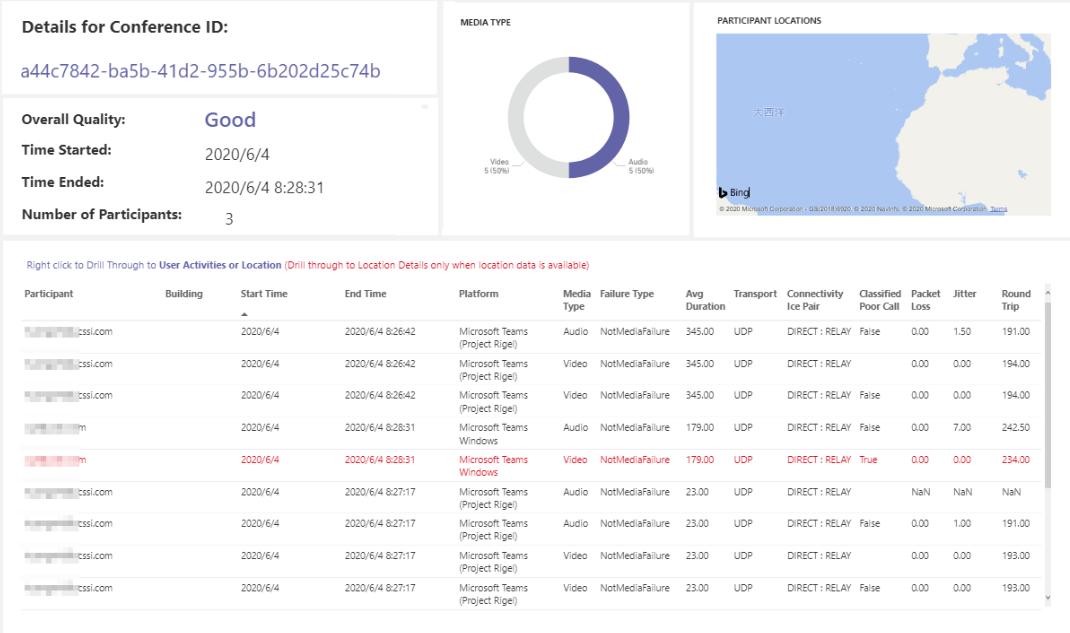 Details for Conference ID:
a44c7842-ba5b-41d2-955b-6b202d25c74b
Overall Quality: Good
Time Started: 2020/6/4
Time Ended: 2020/6/4 8:28:31
Number of Participants: 3
MEDIA TYPE
Video
5 (50%)
Audio
5 (50%)
PARTICIPANT LOCATIONS
大西洋
Bing
© 2020 Microsoft Corporation
© 2020 Microsoft Corporation Terms
Right click to Drill Through to User Activities or Location (Drill through to Location Details only when location data is available)
Participant Building Start Time End Time Platform Media Type Failure Type Avg Duration Transport Connectivity Ice Pair Classified Poor Call Packet Loss Jitter Round Trip
cssi.com 2020/6/4 2020/6/4 8:26:42 Microsoft Teams (Project Rigel) Audio NotMediaFailure 345.00 UDP DIRECT : RELAY False 0.00 1.50 191.00
cssi.com 2020/6/4 2020/6/4 8:26:42 Microsoft Teams (Project Rigel) Video NotMediaFailure 345.00 UDP DIRECT : RELAY 0.00 0.00 194.00
cssi.com 2020/6/4 2020/6/4 8:26:42 Microsoft Teams (Project Rigel) Video NotMediaFailure 345.00 UDP DIRECT : RELAY False 0.00 0.00 194.00
m 2020/6/4 2020/6/4 8:28:31 Microsoft Teams Windows Audio NotMediaFailure 179.00 UDP DIRECT : RELAY False 0.00 7.00 242.50
m 2020/6/4 2020/6/4 8:28:31 Microsoft Teams Windows Video NotMediaFailure 179.00 UDP DIRECT : RELAY True 0.00 0.00 234.00
cssi.com 2020/6/4 2020/6/4 8:27:17 Microsoft Teams (Project Rigel) Audio NotMediaFailure 23.00 UDP DIRECT : RELAY NaN NaN NaN
cssi.com 2020/6/4 2020/6/4 8:27:17 Microsoft Teams (Project Rigel) Audio NotMediaFailure 23.00 UDP DIRECT : RELAY False 0.00 1.00 191.00
cssi.com 2020/6/4 2020/6/4 8:27:17 Microsoft Teams (Project Rigel) Video NotMediaFailure 23.00 UDP DIRECT : RELAY 0.00 0.00 193.00
cssi.com 2020/6/4 2020/6/4 8:27:17 Microsoft Teams (Project Rigel) Video NotMediaFailure 23.00 UDP DIRECT : RELAY False 0.00 0.00 193.00